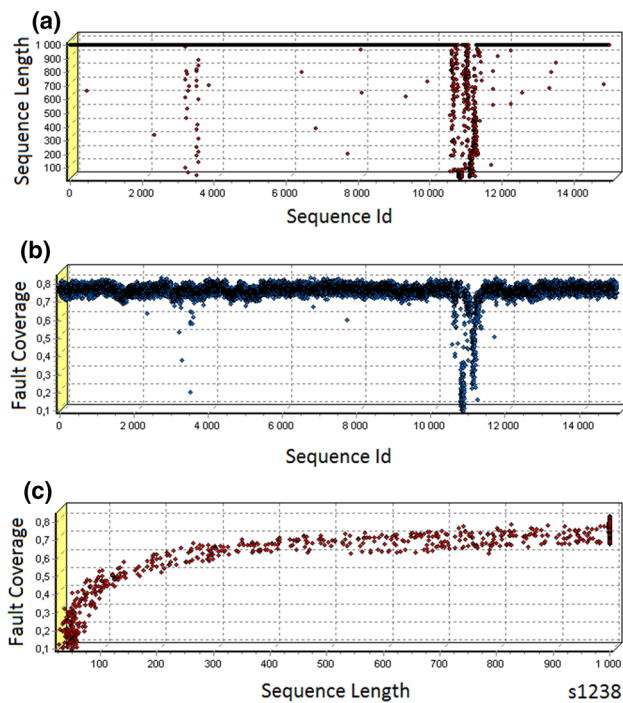 (a)
1 000
900
800
700
600
500
400
300
200
100
Sequence Length
0 2 000 4 000 6 000 8 000 10 000 12 000 14 000
Sequence Id
(b)
0,8
0,7
0,6
0,5
0,4
0,3
0,2
0,1
Fault Coverage
0 2 000 4 000 6 000 8 000 10 000 12 000 14 000
Sequence Id
(c)
0,8
0,7
0,6
0,5
0,4
0,3
0,2
0,1
Fault Coverage
100 200 300 400 500 600 700 800 900 1 000
Sequence Length s1238